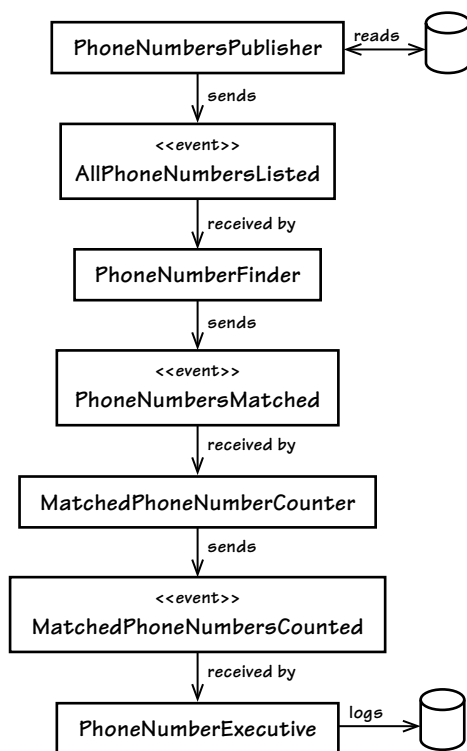 PhoneNumbersPublisher
reads
sends
<<event>>
AllPhoneNumbersListed
received by
PhoneNumberFinder
sends
<<event>>
PhoneNumbersMatched
received by
MatchedPhoneNumberCounter
sends
<<event>>
MatchedPhoneNumbersCounted
received by
PhoneNumberExecutive
logs